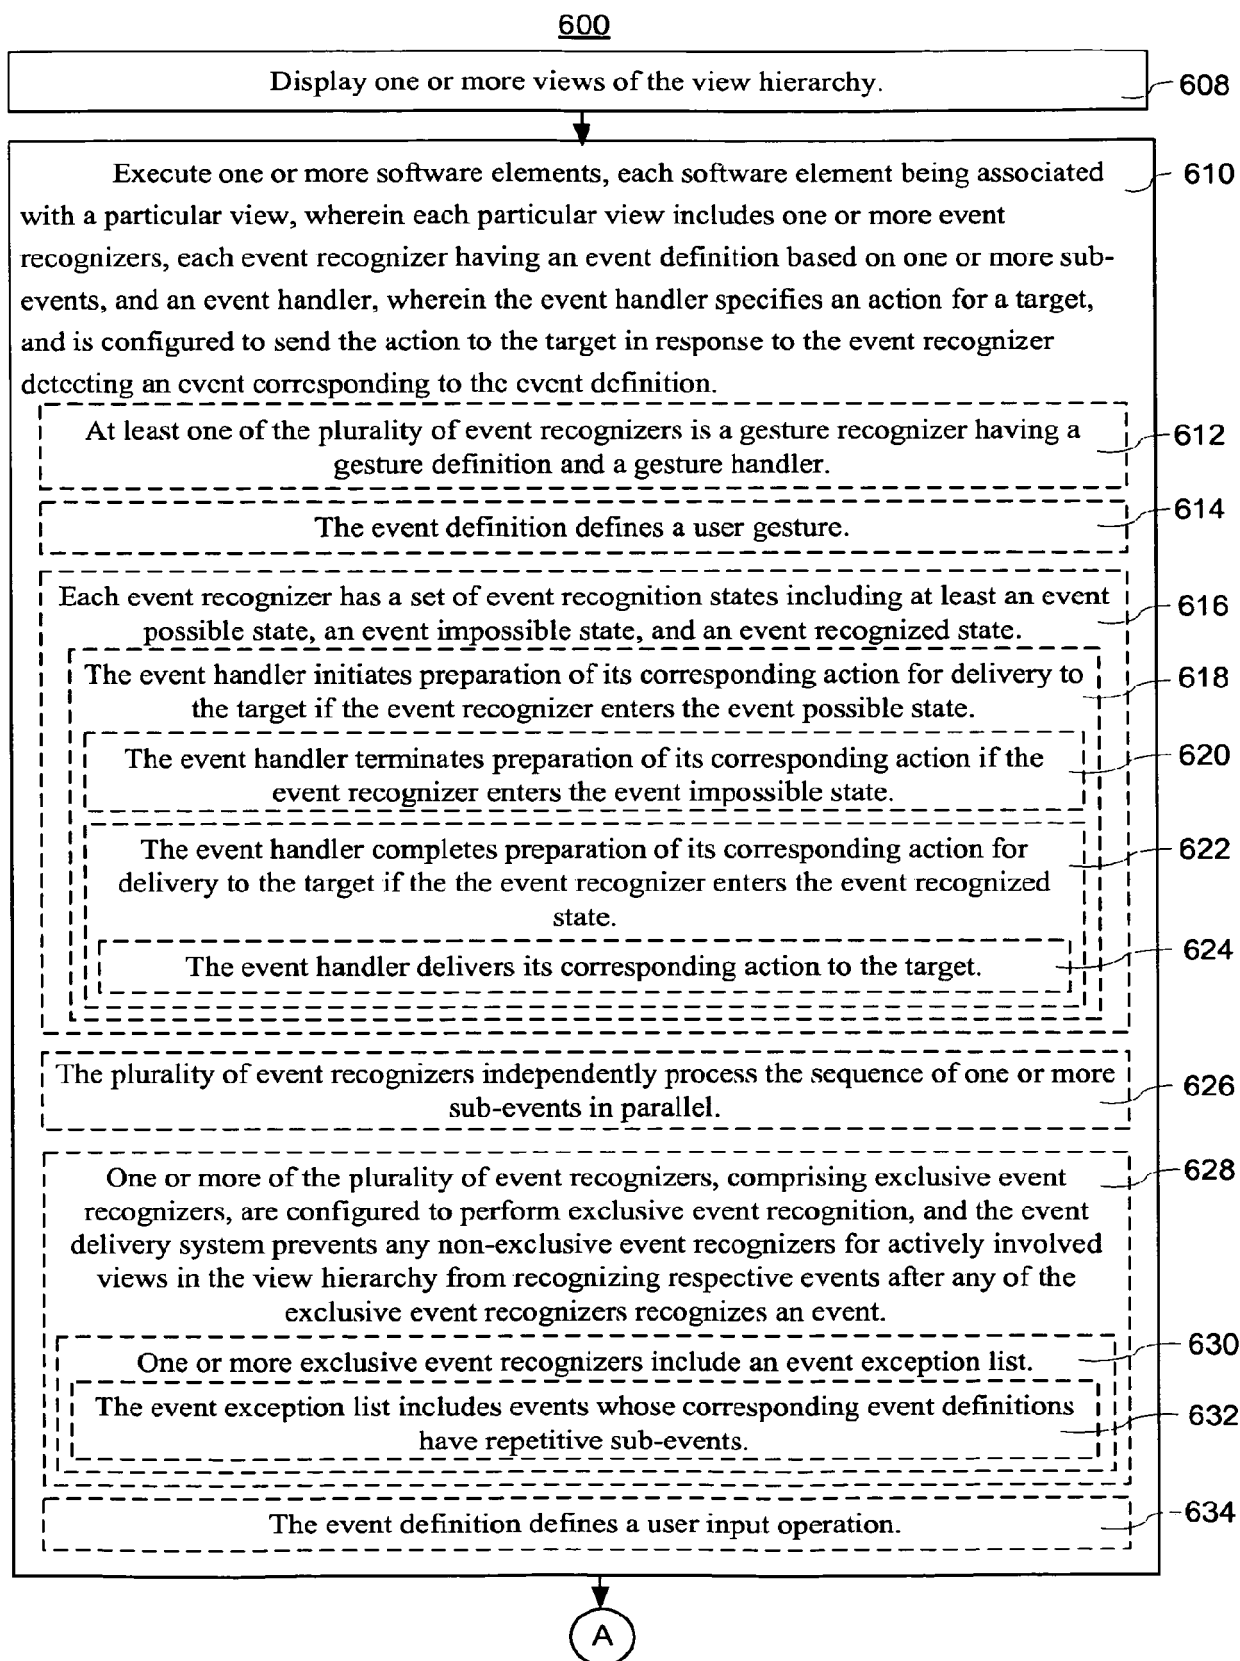 600
Display one or more views of the view hierarchy.
608
Execute one or more software elements, each software element being associated
610
with a particular view, wherein each particular view includes one or more event
recognizers, each event recognizer having an event definition based on one or more sub-
events, and an event handler, wherein the event handler specifies an action for a target,
and is configured to send the action to the target in response to the event recognizer
detecting an event corresponding to the event definition.
At least one of the plurality of event recognizers is a gesture recognizer having a
gesture definition and a gesture handler.
612
The event definition defines a user gesture.
614
Each event recognizer has a set of event recognition states including at least an event
possible state, an event impossible state, and an event recognized state.
616
The event handler initiates preparation of its corresponding action for delivery to
the target if the event recognizer enters the event possible state.
618
The event handler terminates preparation of its corresponding action if the
event recognizer enters the event impossible state.
620
The event handler completes preparation of its corresponding action for
delivery to the target if the the event recognizer enters the event recognized
state.
622
The event handler delivers its corresponding action to the target.
624
The plurality of event recognizers independently process the sequence of one or more
sub-events in parallel.
626
One or more of the plurality of event recognizers, comprising exclusive event
recognizers, are configured to perform exclusive event recognition, and the event
delivery system prevents any non-exclusive event recognizers for actively involved
views in the view hierarchy from recognizing respective events after any of the
exclusive event recognizers recognizes an event.
628
One or more exclusive event recognizers include an event exception list.
630
The event exception list includes events whose corresponding event definitions
have repetitive sub-events.
632
The event definition defines a user input operation.
634
A